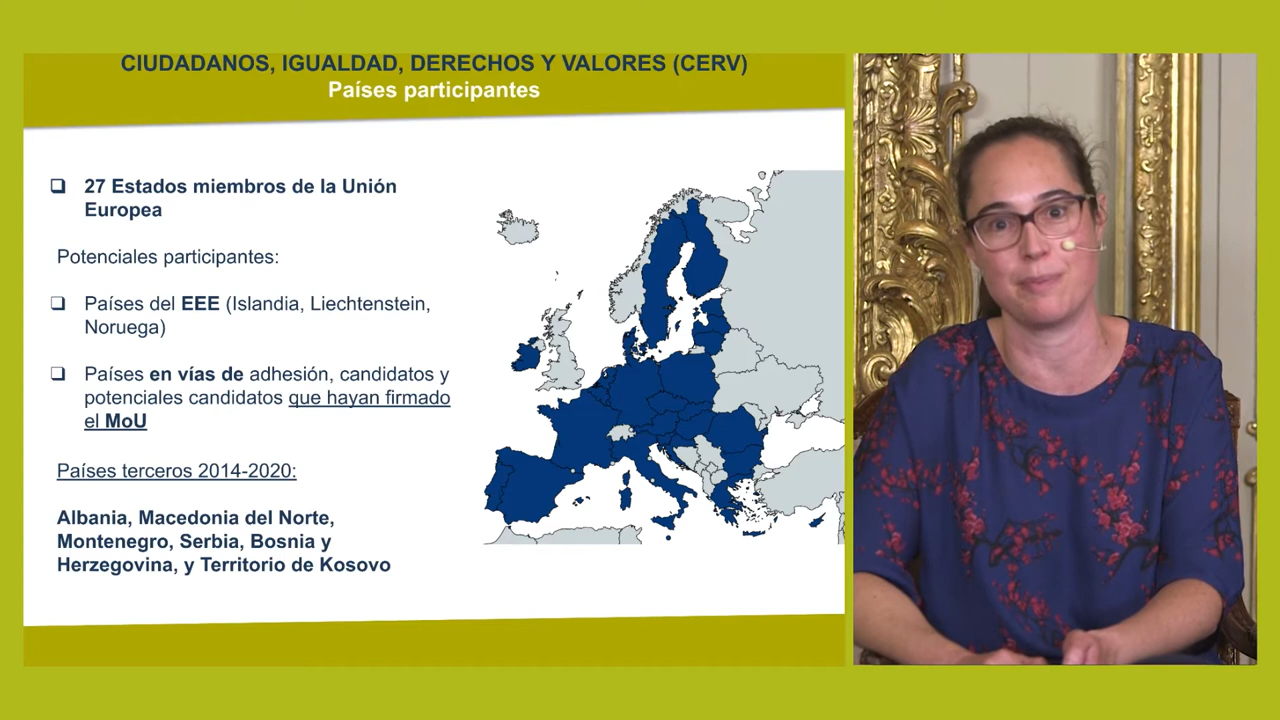 CIUDADANOS, IGUALDAD, DERECHOS Y VALORES (CERV)
Países participantes
❑ 27 Estados miembros de la Unión
Europea
Potenciales participantes:
❑ Países del EEE (Islandia, Liechtenstein,
Noruega)
❑ Países en vías de adhesión, candidatos y
potenciales candidatos que hayan firmado
el MoU
Países terceros 2014-2020:
Albania, Macedonia del Norte,
Montenegro, Serbia, Bosnia y
Herzegovina, y Territorio de Kosovo